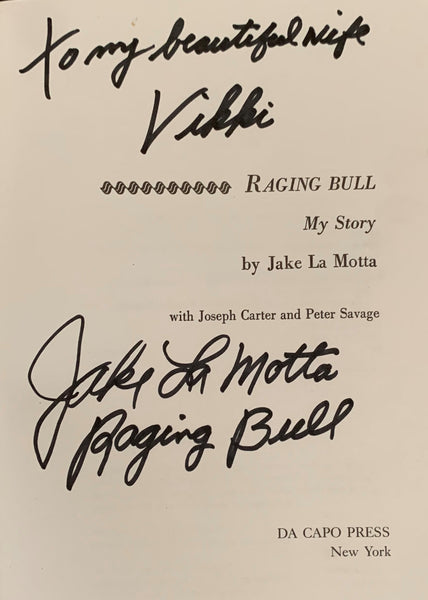 To my beautiful wife
Vikki
RAGING BULL
My Story
by Jake La Motta
with Joseph Carter and Peter Savage
Jake La Motta
Raging Bull
DA CAPO PRESS
New York